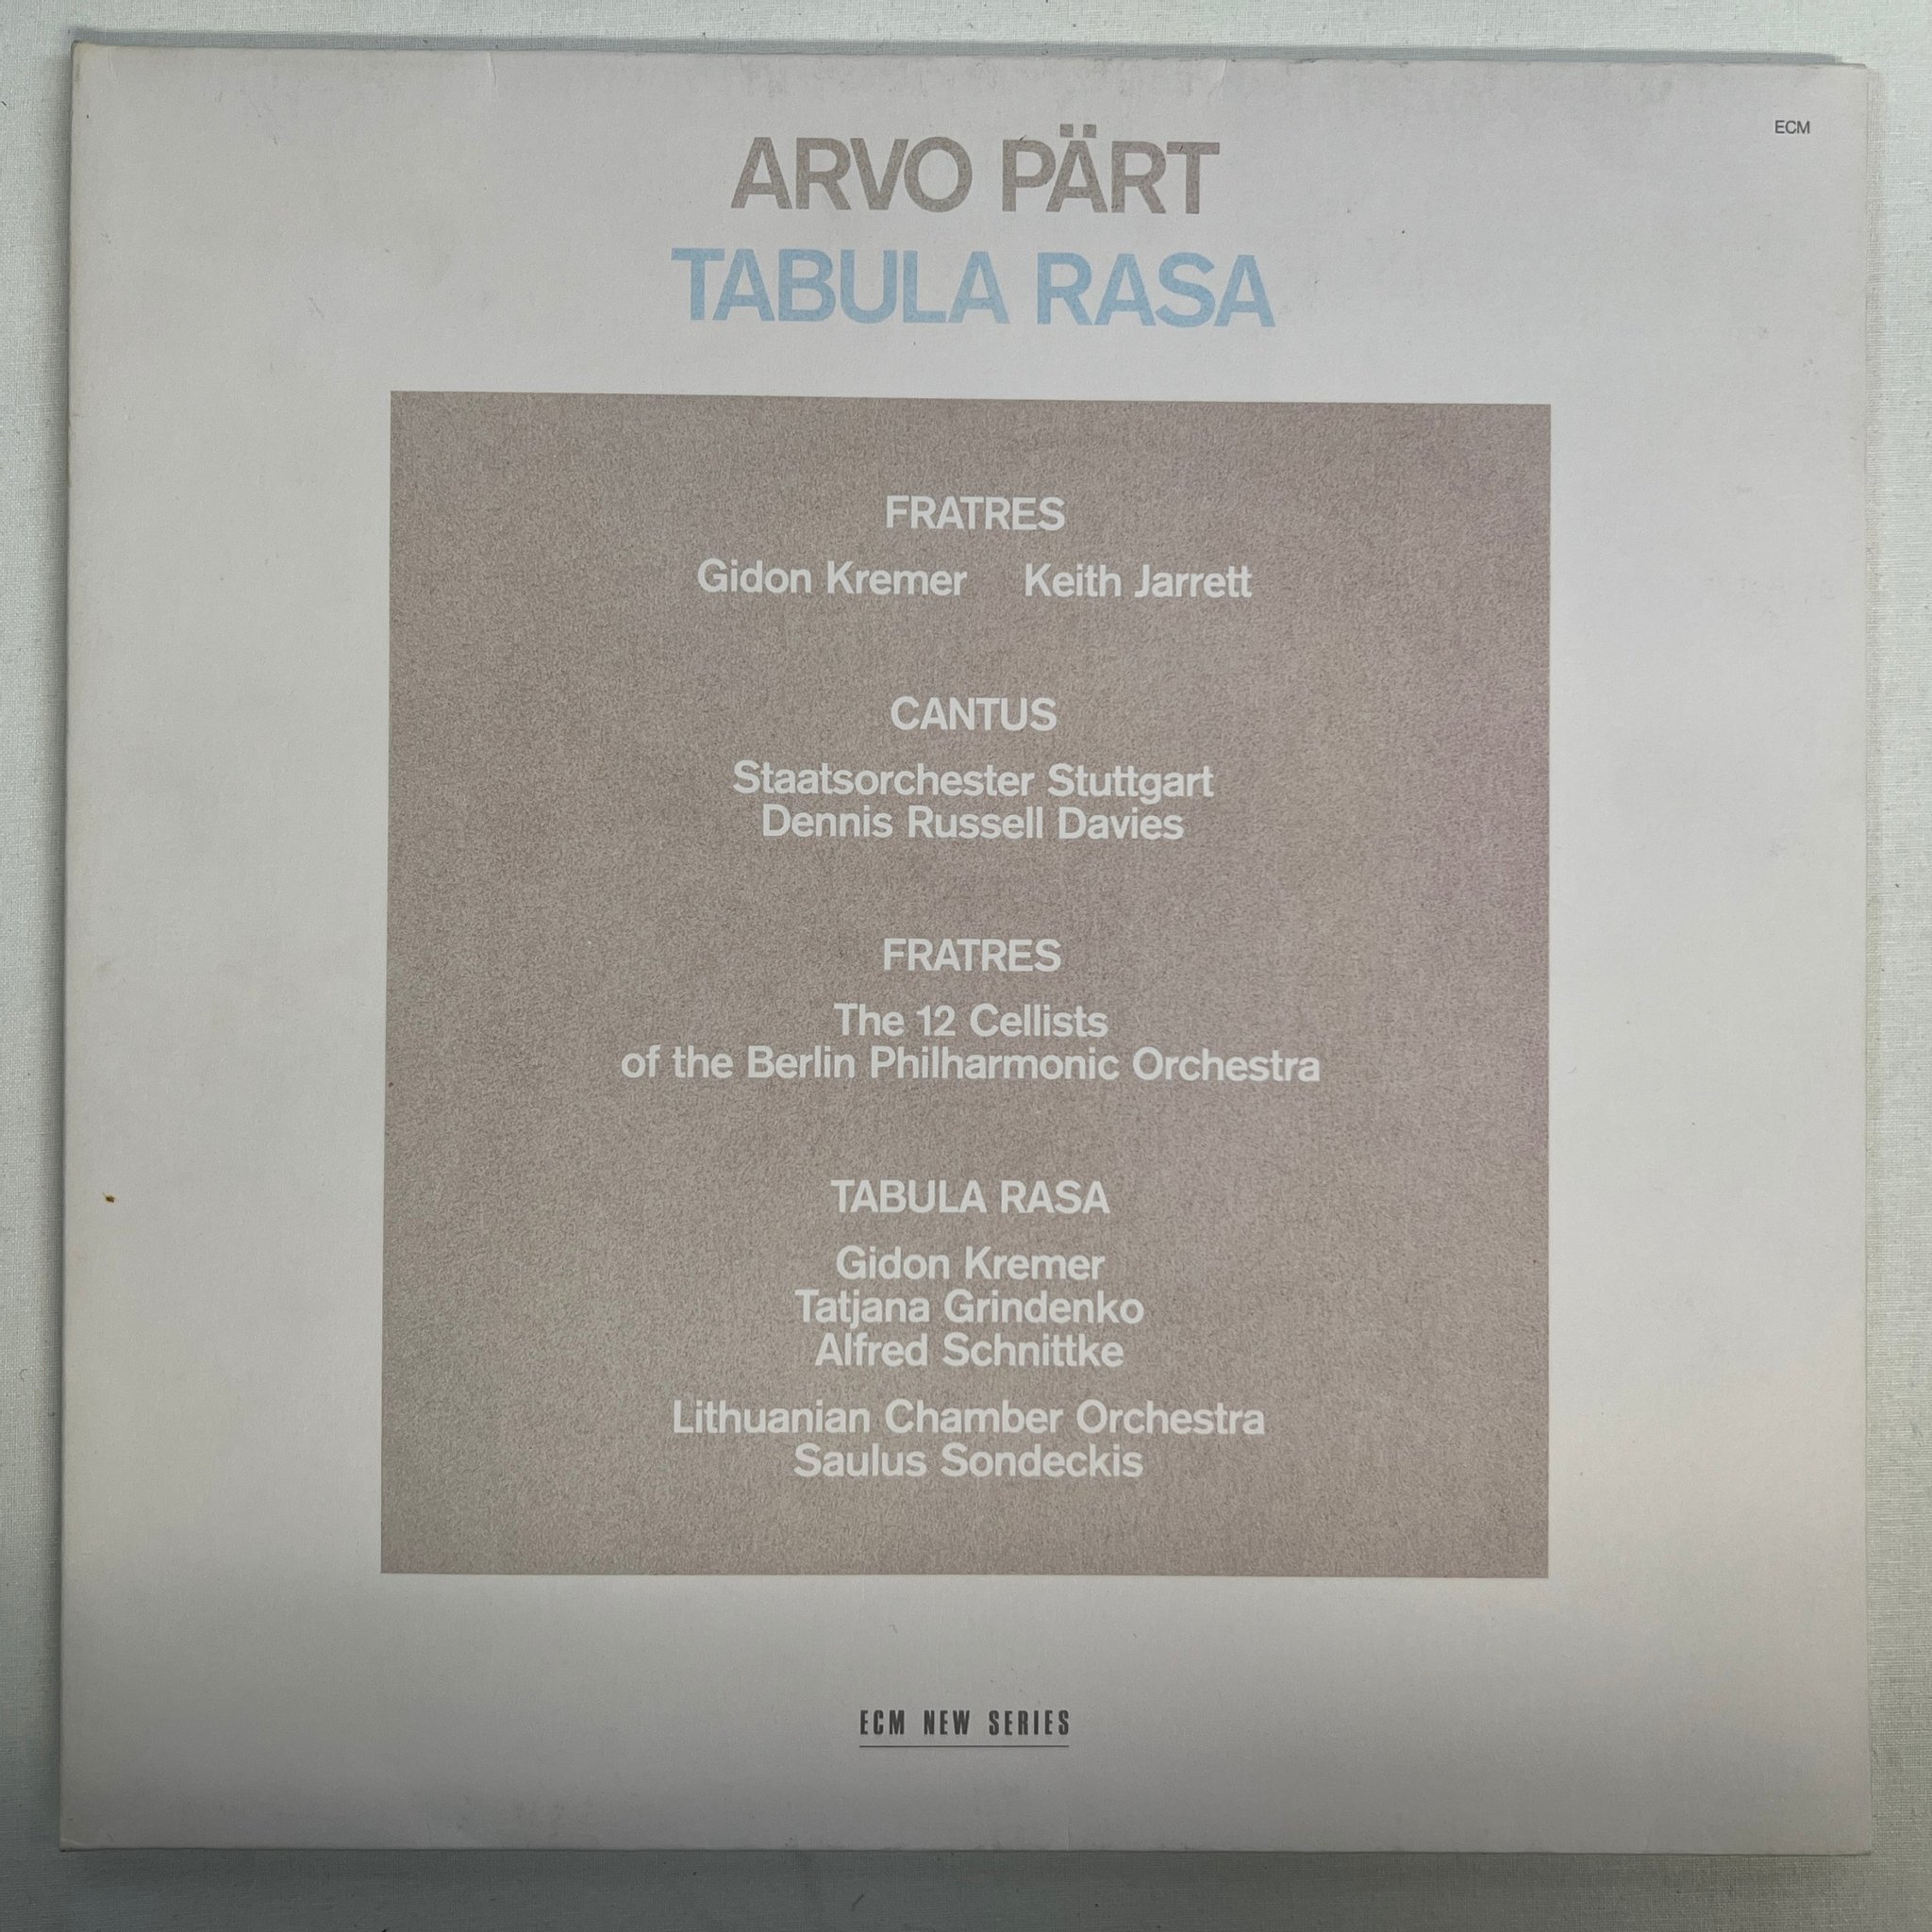 ECM
ARVO PÄRT
TABULA RASA
FRATRES
Gidon Kremer Keith Jarrett
CANTUS
Staatsorchester Stuttgart
Dennis Russell Davies
FRATRES
The 12 Cellists
of the Berlin Philharmonic Orchestra
TABULA RASA
Gidon Kremer
Tatjana Grindenko
Alfred Schnittke
Lithuanian Chamber Orchestra
Saulus Sondeckis
ECM NEW SERIES